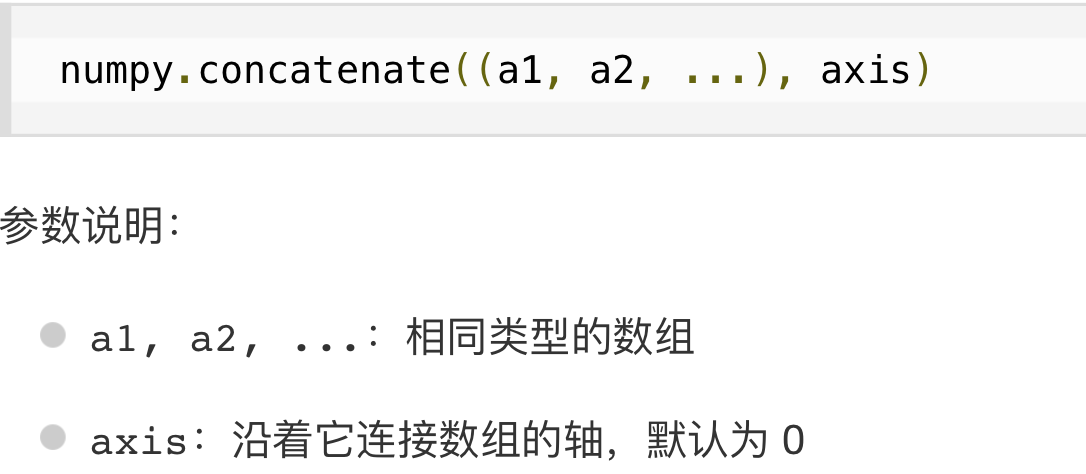 numpy.concatenate((a1, a2, ...), axis)
参数说明：
a1, a2, ...：相同类型的数组
axis：沿着它连接数组的轴，默认为 0